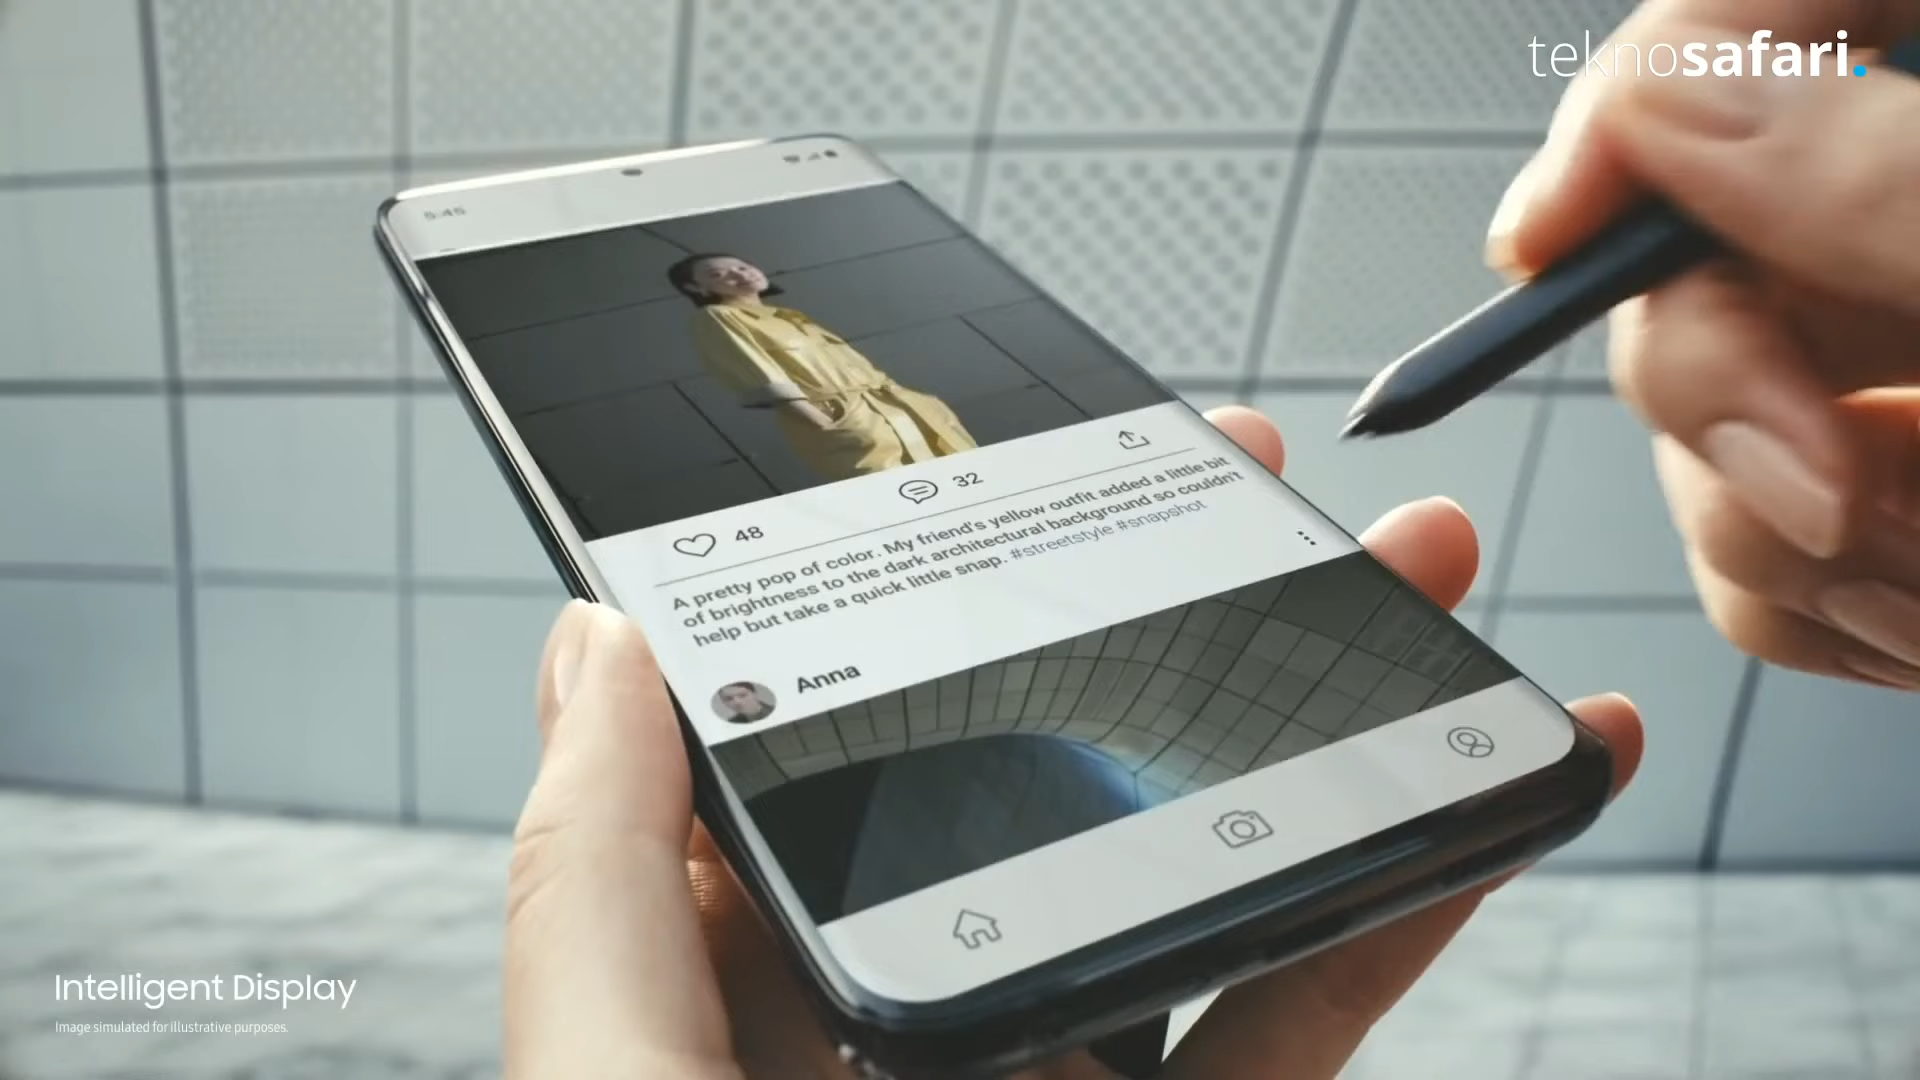 teknosafari.
5:45
48
32
A pretty pop of color. My friend's yellow outfit added a little bit
of brightness to the dark architectural background so couldn't
help but take a quick little snap. #streetstyle #snapshot
Anna
Intelligent Display
Image simulated for illustrative purposes.